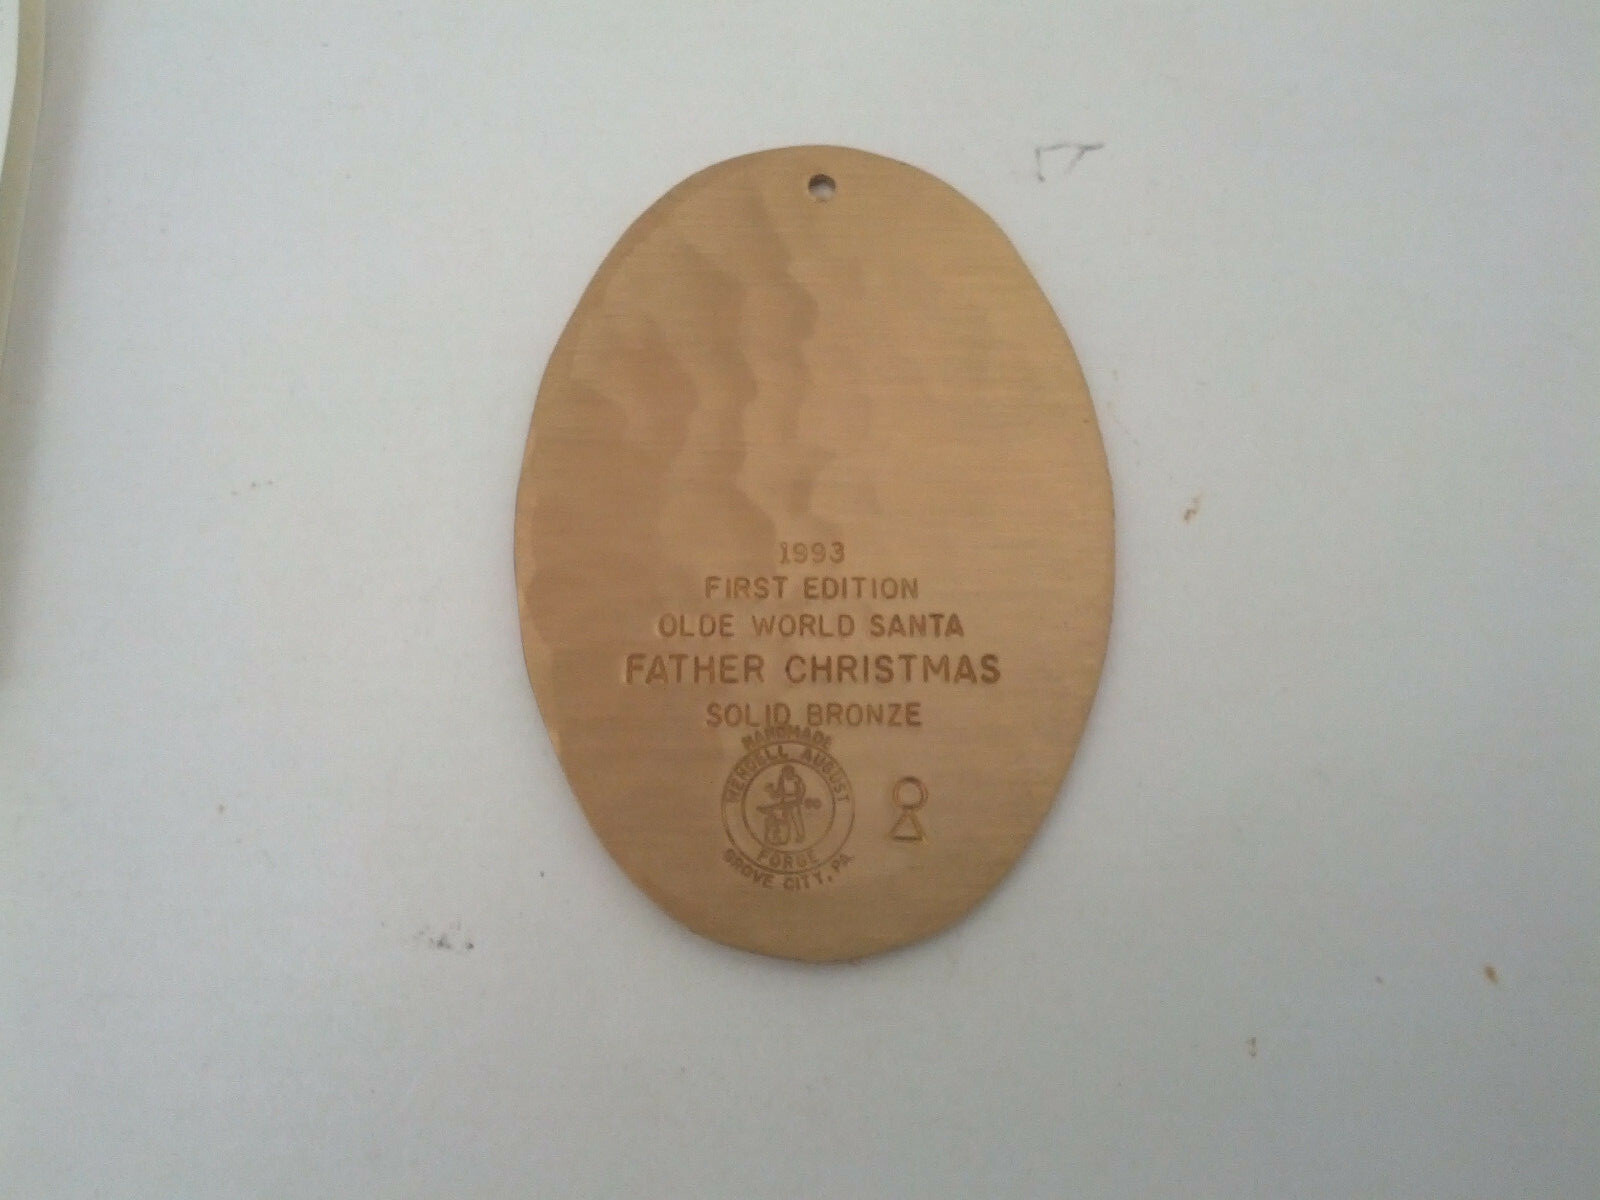 1993
FIRST EDITION
OLDE WORLD SANTA
FATHER CHRISTMAS
SOLID BRONZE
HANDMADE
WENDELL AUGUST
FORGE
GROVE CITY, PA.